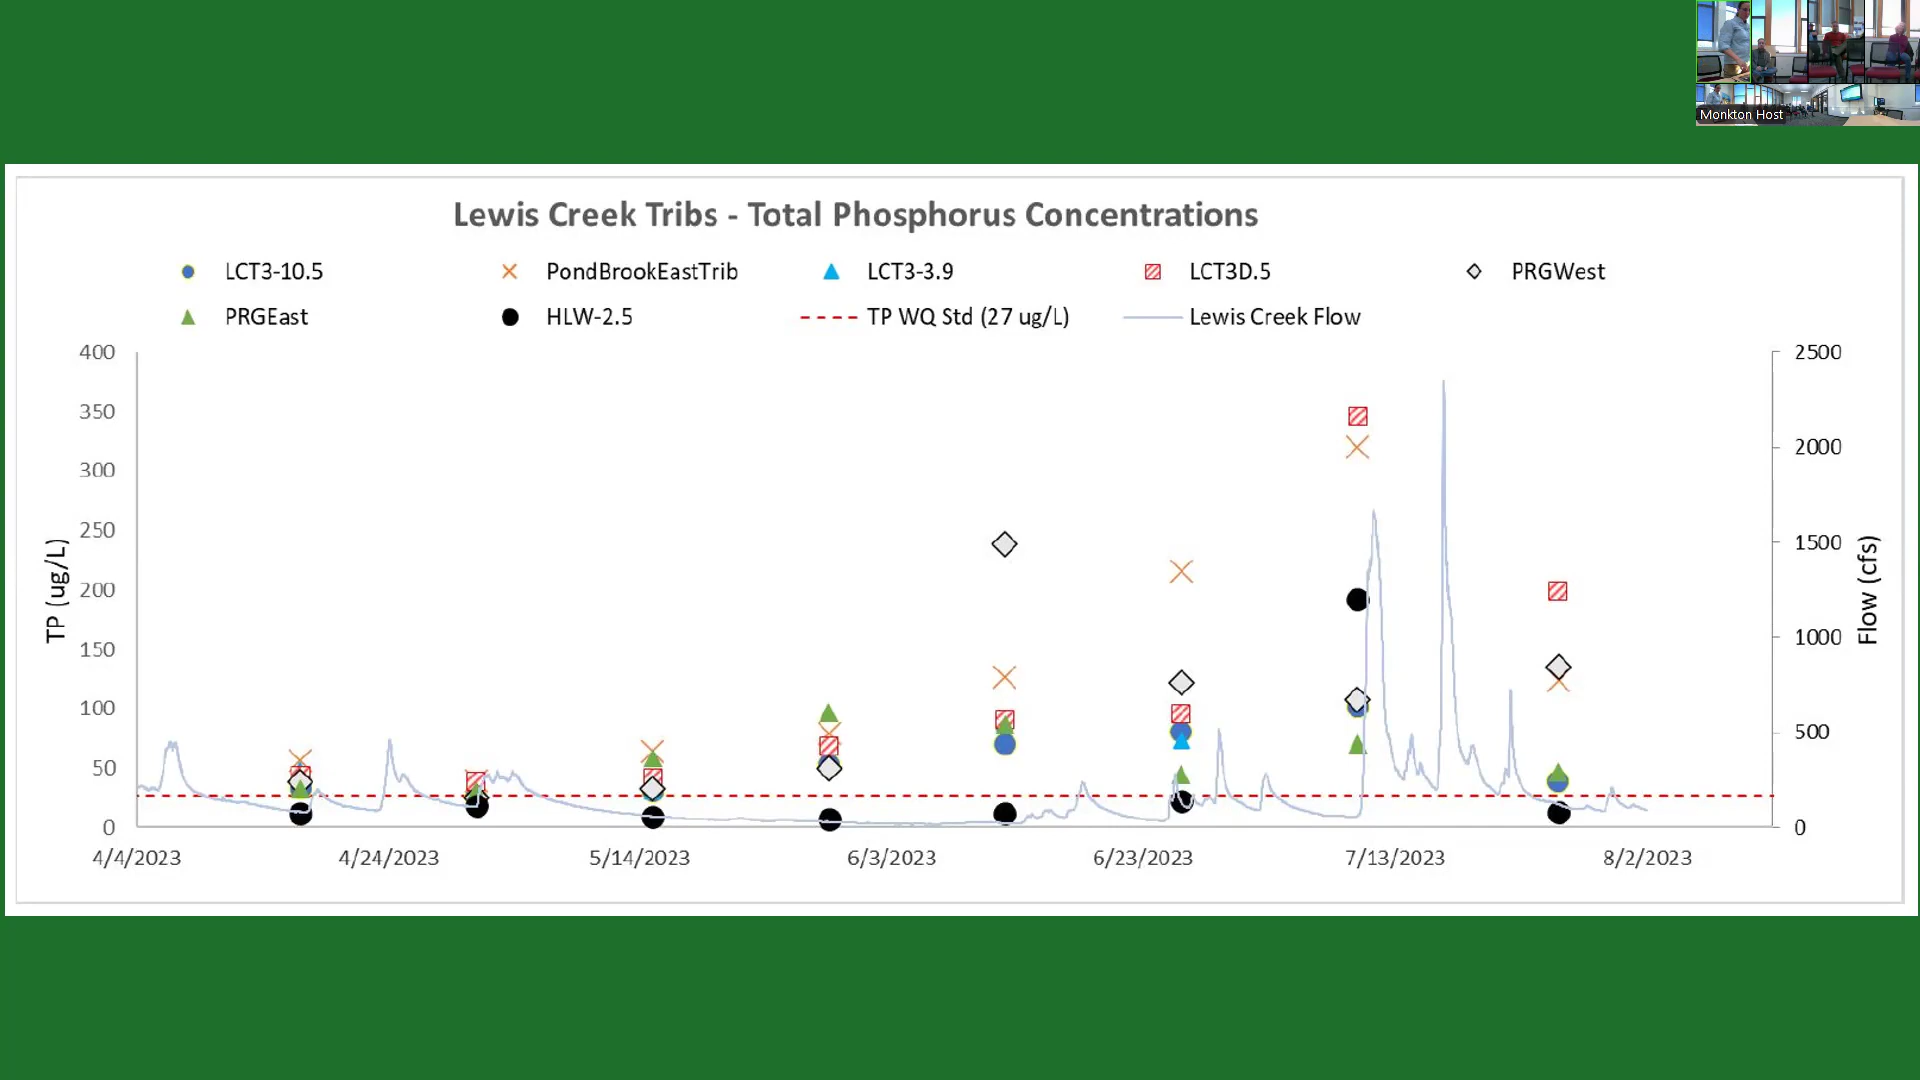 Monkton Host
Lewis Creek Tribs - Total Phosphorus Concentrations
LCT3-10.5 PondBrookEastTrib LCT3-3.9 LCT3D.5 PRGWest
PRGEast HLW-2.5 TP WQ Std (27 ug/L) Lewis Creek Flow
400 2500
350
300 2000
250 1500
TP (ug/L) Flow (cfs)
200
150 1000
100
50 500
0 0
4/4/2023 4/24/2023 5/14/2023 6/3/2023 6/23/2023 7/13/2023 8/2/2023